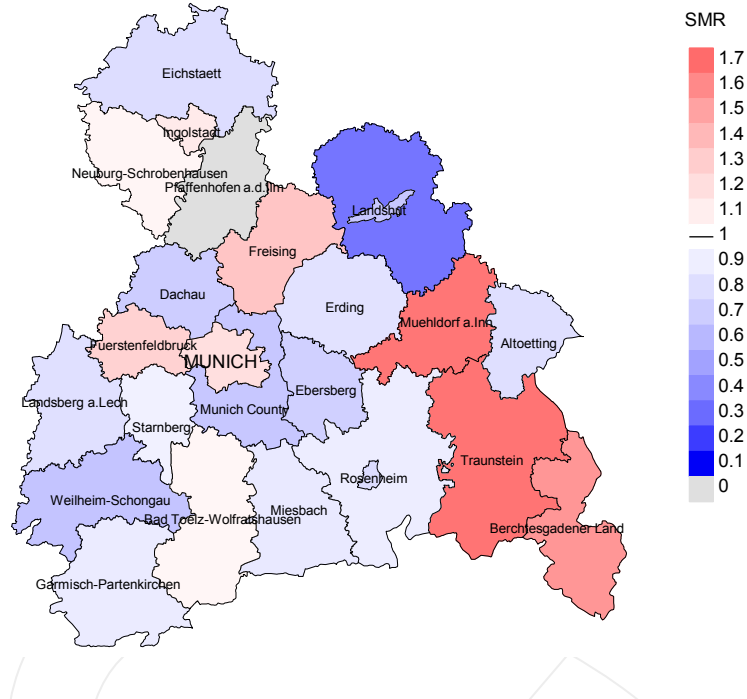 SMR
1.7
1.6
1.5
1.4
1.3
1.2
1.1
1
0.9
0.8
0.7
0.6
0.5
0.4
0.3
0.2
0.1
0
Eichstaett
Ingolstadt
Neuburg-Schrobenhausen
Pfaffenhofen a.d.Ilm
Landshut
Freising
Dachau
Erding
Muehldorf a.Inn
Altoetting
Fuerstenfeldbruck
MUNICH
Ebersberg
Landsberg a.Lech
Munich County
Starnberg
Traunstein
Rosenheim
Weilheim-Schongau
Miesbach
Bad Toelz-Wolfratshausen
Berchtesgadener Land
Garmisch-Partenkirchen